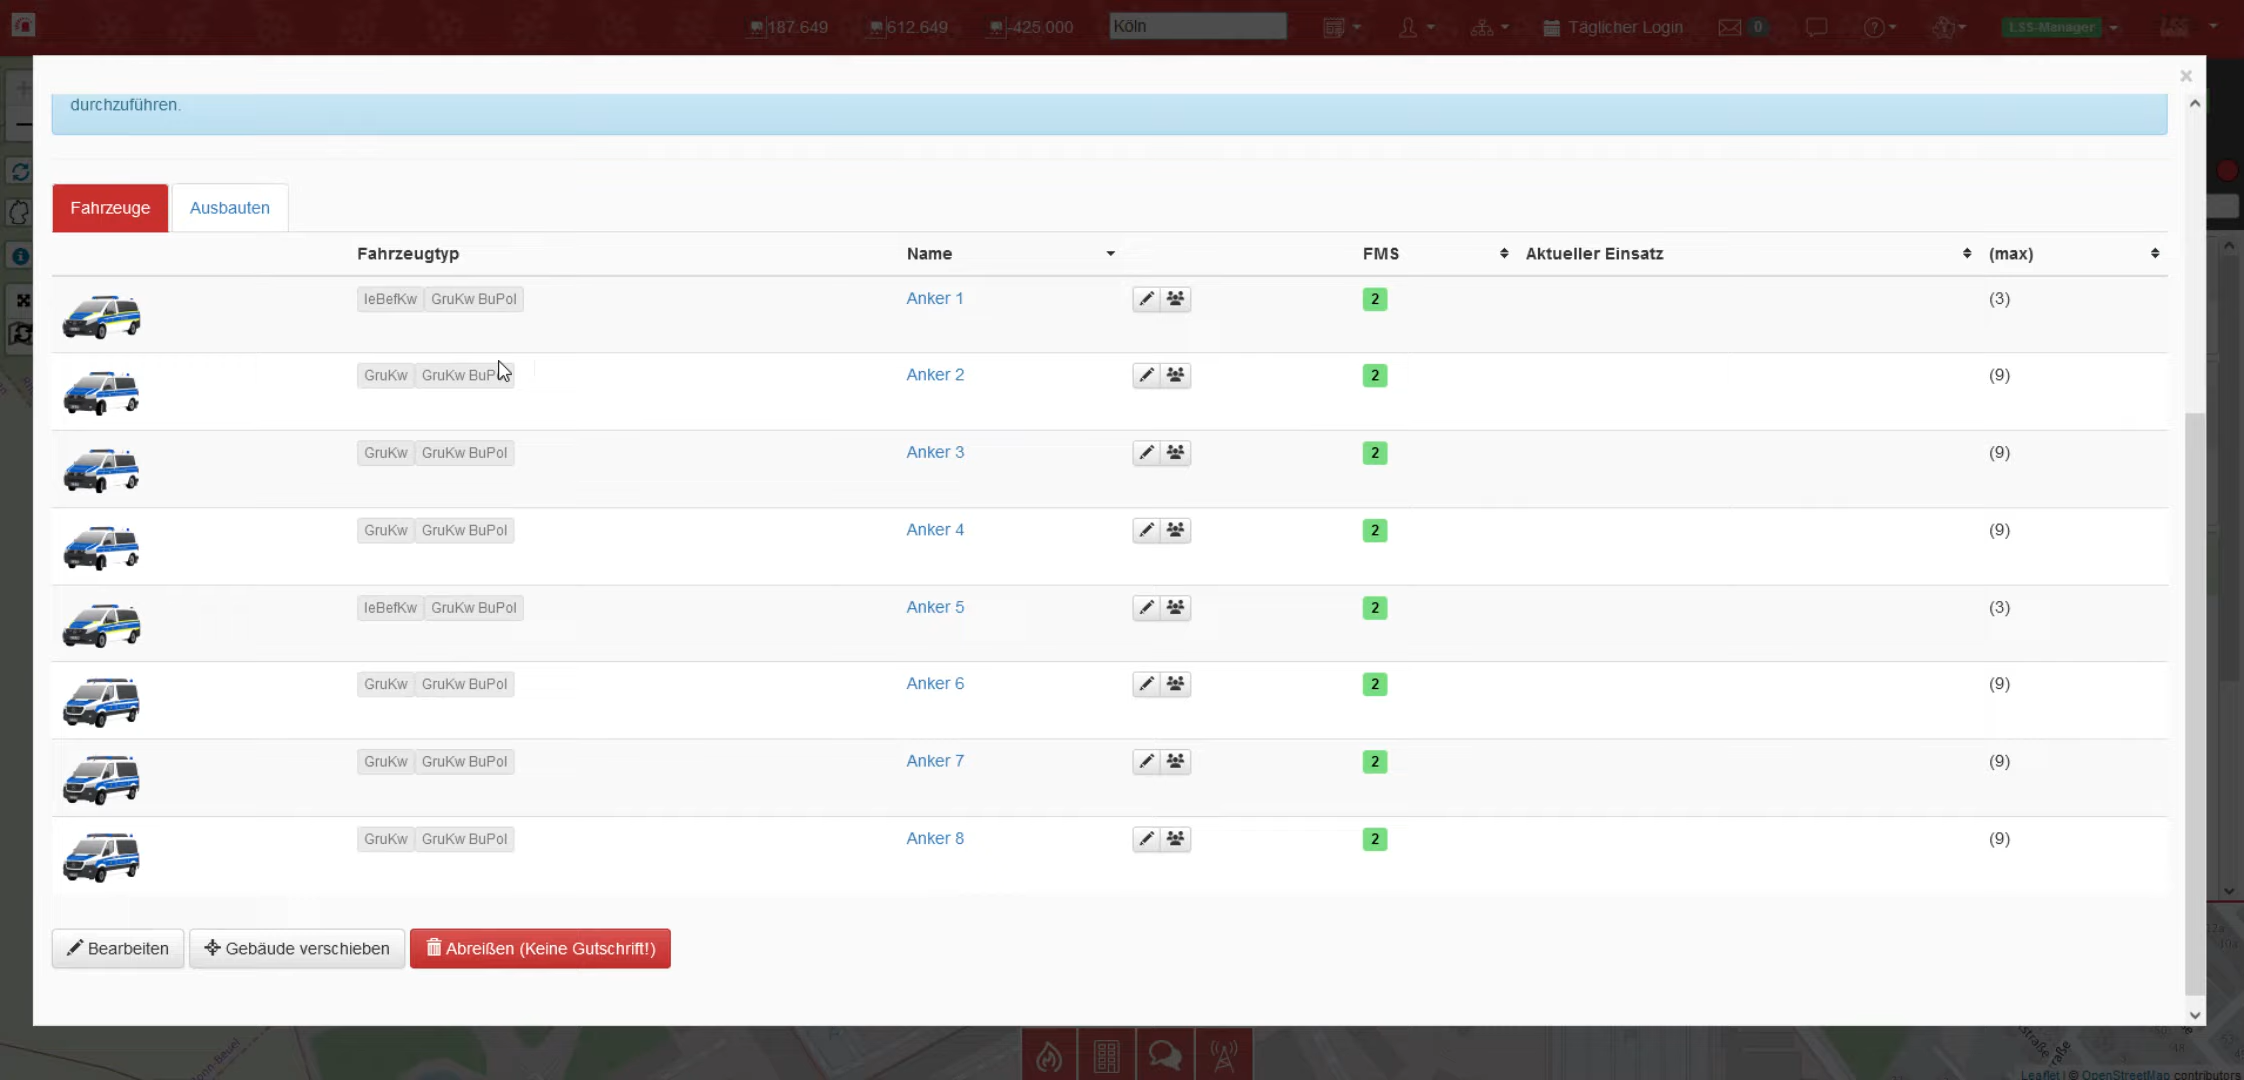 187.649 612.649 -425.000 Köln Täglicher Login 0 LSS-Manager LSS
durchzuführen.
Fahrzeuge Ausbauten
Fahrzeugtyp Name FMS Aktueller Einsatz (max)
leBefKw GruKw BuPol Anker 1 2 (3)
GruKw GruKw BuPol Anker 2 2 (9)
GruKw GruKw BuPol Anker 3 2 (9)
GruKw GruKw BuPol Anker 4 2 (9)
leBefKw GruKw BuPol Anker 5 2 (3)
GruKw GruKw BuPol Anker 6 2 (9)
GruKw GruKw BuPol Anker 7 2 (9)
GruKw GruKw BuPol Anker 8 2 (9)
Bearbeiten Gebäude verschieben Abreißen (Keine Gutschrift!)
Leaflet | © OpenStreetMap contributors